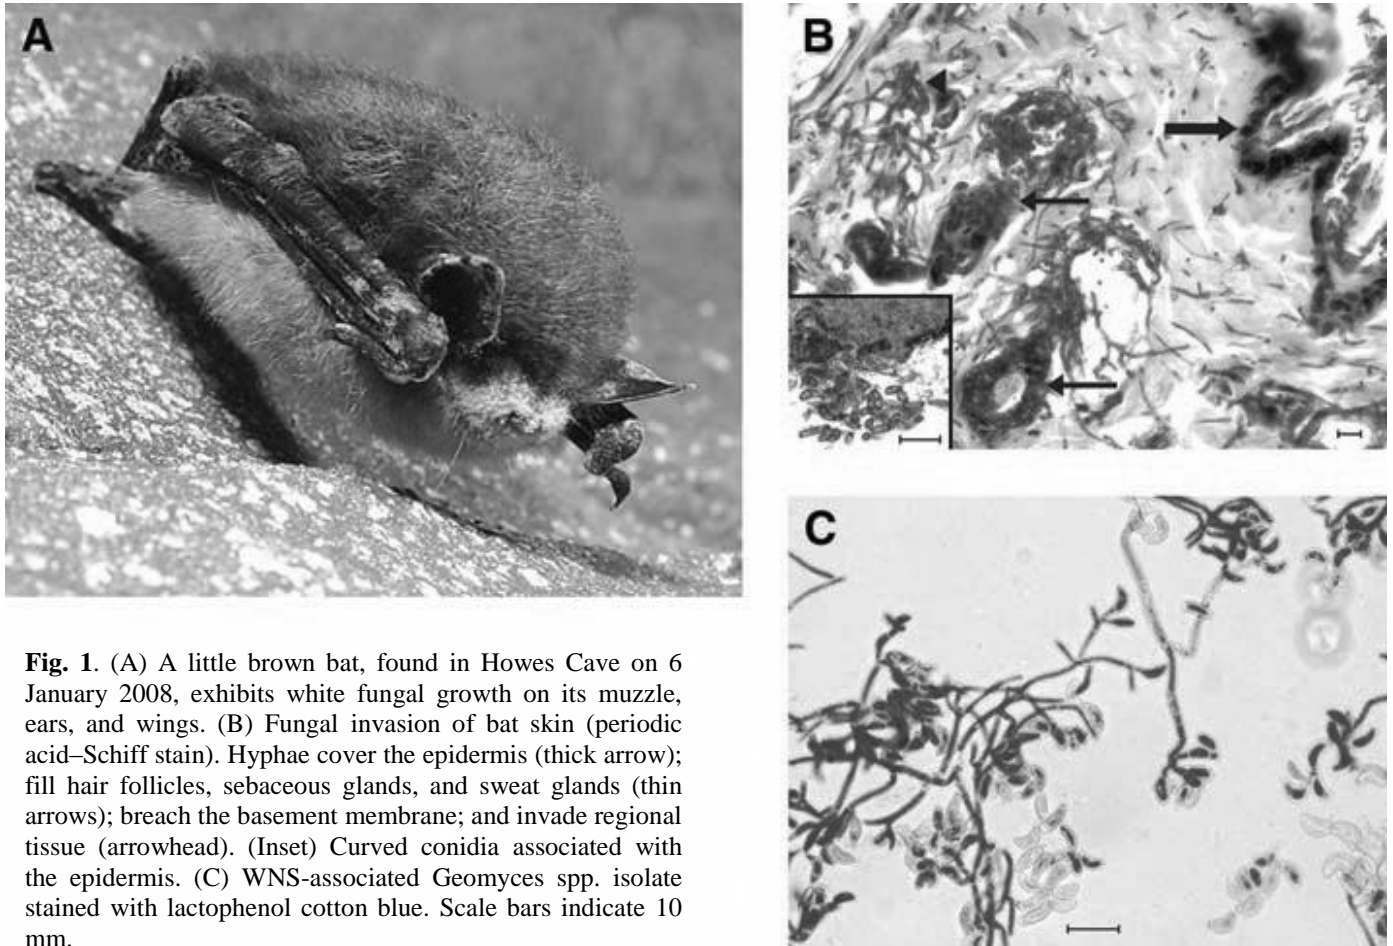 A
B
C
Fig. 1. (A) A little brown bat, found in Howes Cave on 6
January 2008, exhibits white fungal growth on its muzzle,
ears, and wings. (B) Fungal invasion of bat skin (periodic
acid–Schiff stain). Hyphae cover the epidermis (thick arrow);
fill hair follicles, sebaceous glands, and sweat glands (thin
arrows); breach the basement membrane; and invade regional
tissue (arrowhead). (Inset) Curved conidia associated with
the epidermis. (C) WNS-associated Geomyces spp. isolate
stained with lactophenol cotton blue. Scale bars indicate 10
mm.